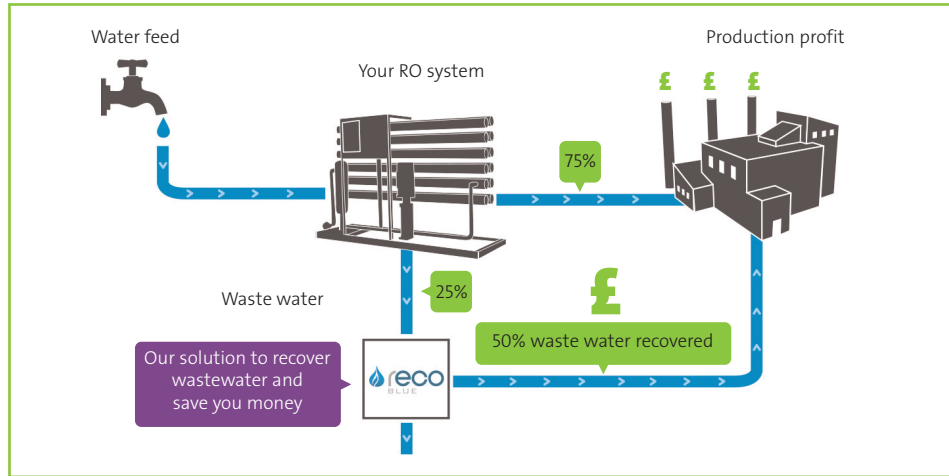 Water feed
Production profit
Your RO system
£ £ £
75%
Waste water
25%
£
50% waste water recovered
Our solution to recover
wastewater and
save you money
reco
BLUE